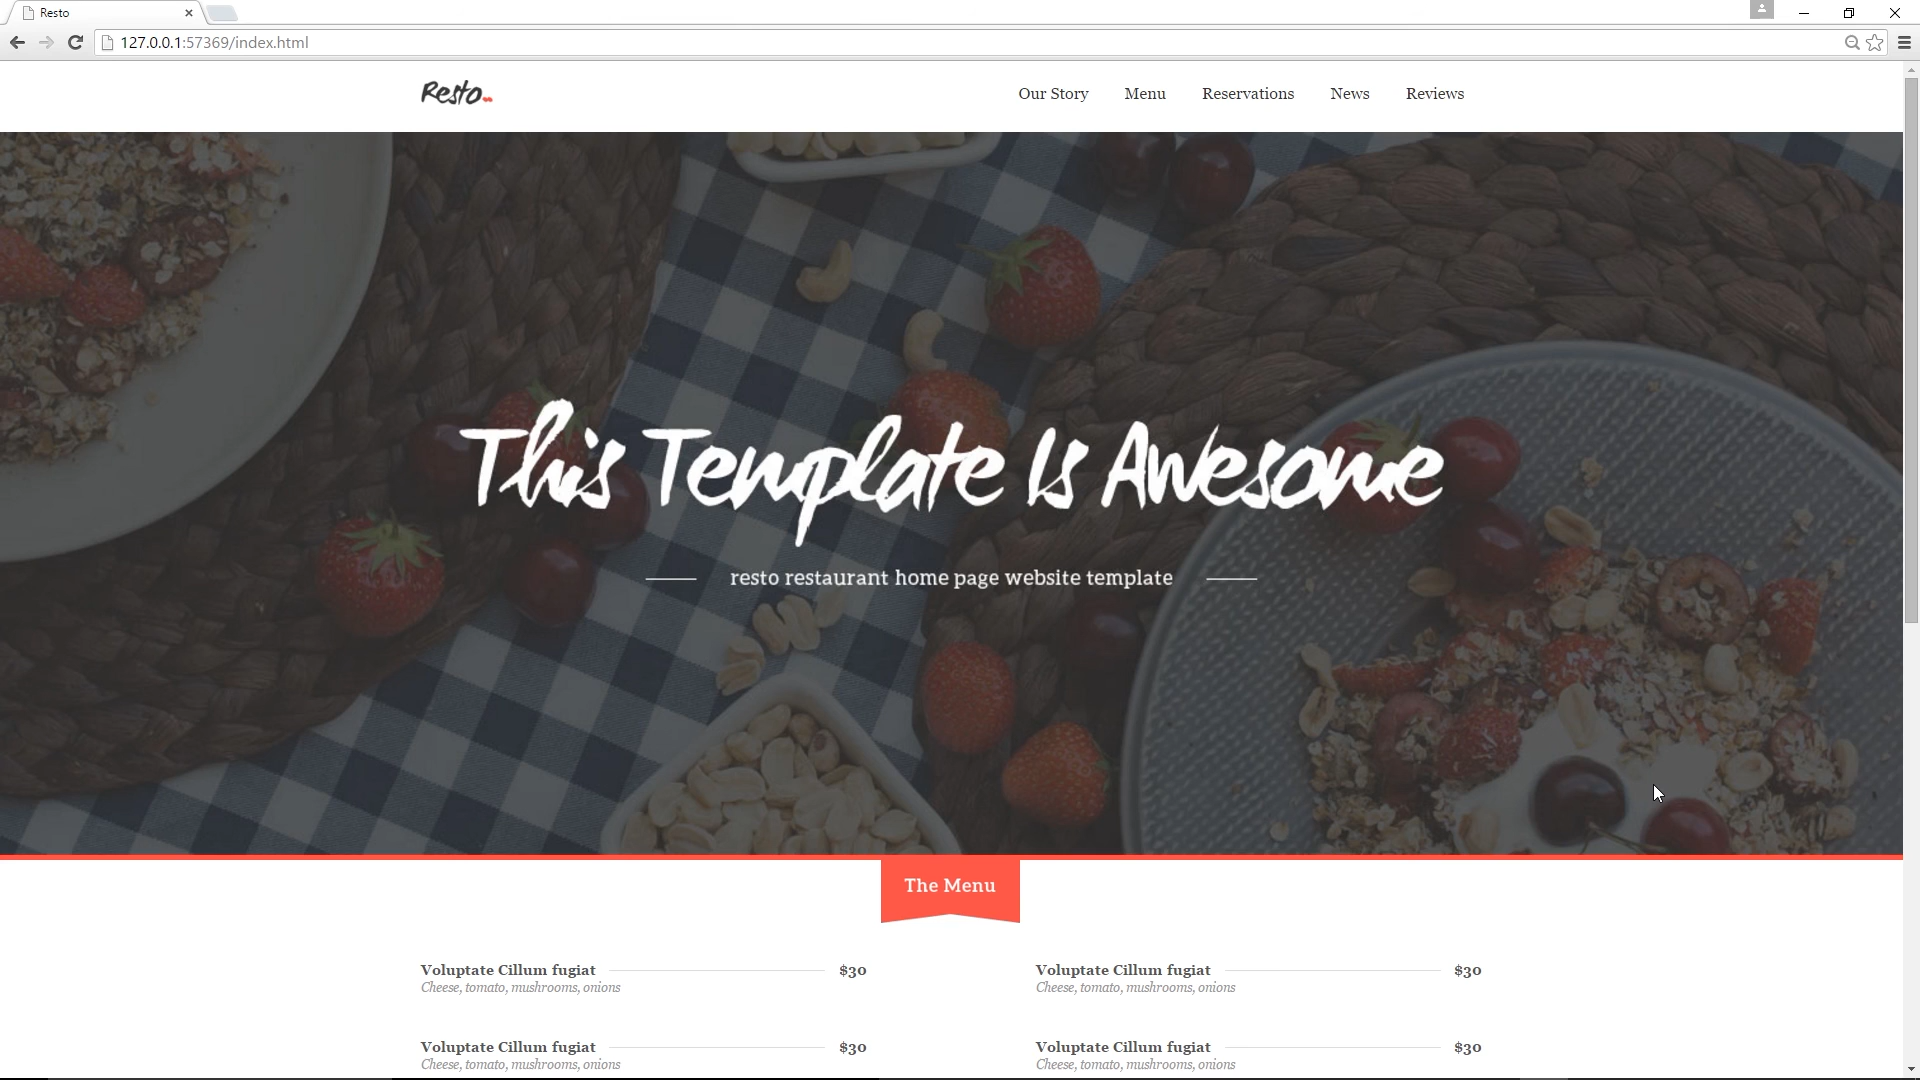 Resto
127.0.0.1:57369/index.html
Resto
Our Story Menu Reservations News Reviews
This Template Is Awesome
resto restaurant home page website template
The Menu
Voluptate Cillum fugiat $30 Voluptate Cillum fugiat $30
Cheese, tomato, mushrooms, onions Cheese, tomato, mushrooms, onions
Voluptate Cillum fugiat $30 Voluptate Cillum fugiat $30
Cheese, tomato, mushrooms, onions Cheese, tomato, mushrooms, onions